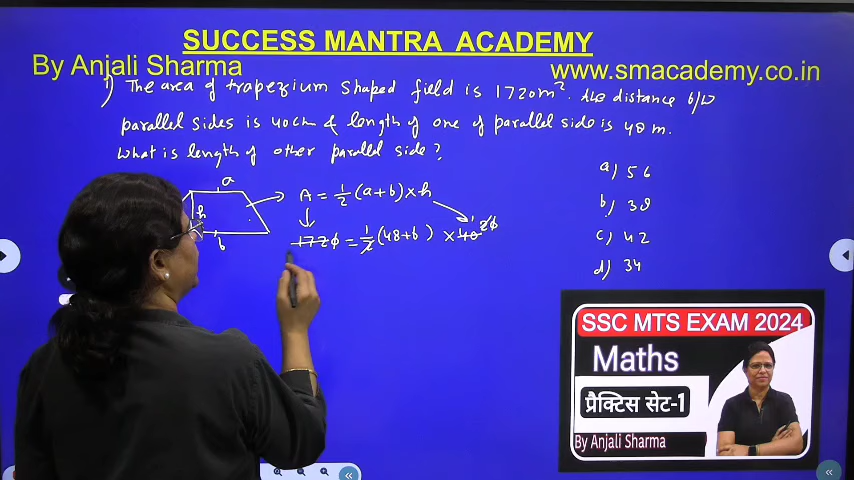 SUCCESS MANTRA ACADEMY
By Anjali Sharma
www.smacademy.co.in
1) The area of trapezium shaped field is 1720m². The distance b/w
parallel sides is 40cm & length of one of parallel side is 48 m.
What is length of other parallel side?
a) 56
b) 38
c) 42
d) 34
a
h
b
A = 1/2 (a+b) × h
1720 = 1/2 (48+b) × 40 20
SSC MTS EXAM 2024
Maths
प्रैक्टिस सेट-1
By Anjali Sharma